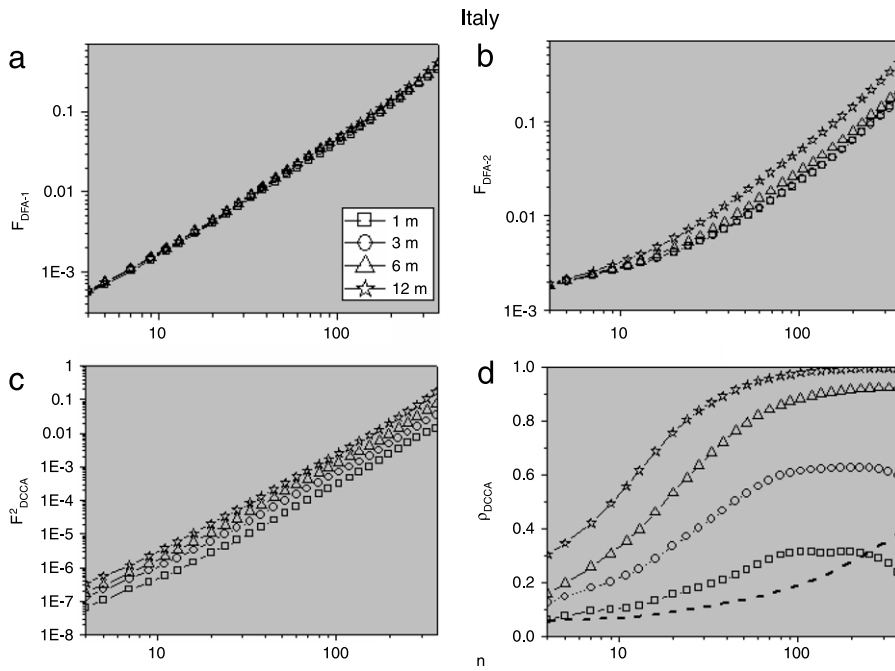 Italy
a
F_DFA-1
0.1
0.01
1E-3
10
100
1 m
3 m
6 m
12 m
b
F_DFA-2
0.1
0.01
1E-3
10
100
c
F²_DCCA
1
0.1
0.01
1E-3
1E-4
1E-5
1E-6
1E-7
1E-8
10
100
d
ρ_DCCA
1.0
0.8
0.6
0.4
0.2
0.0
10
100
n